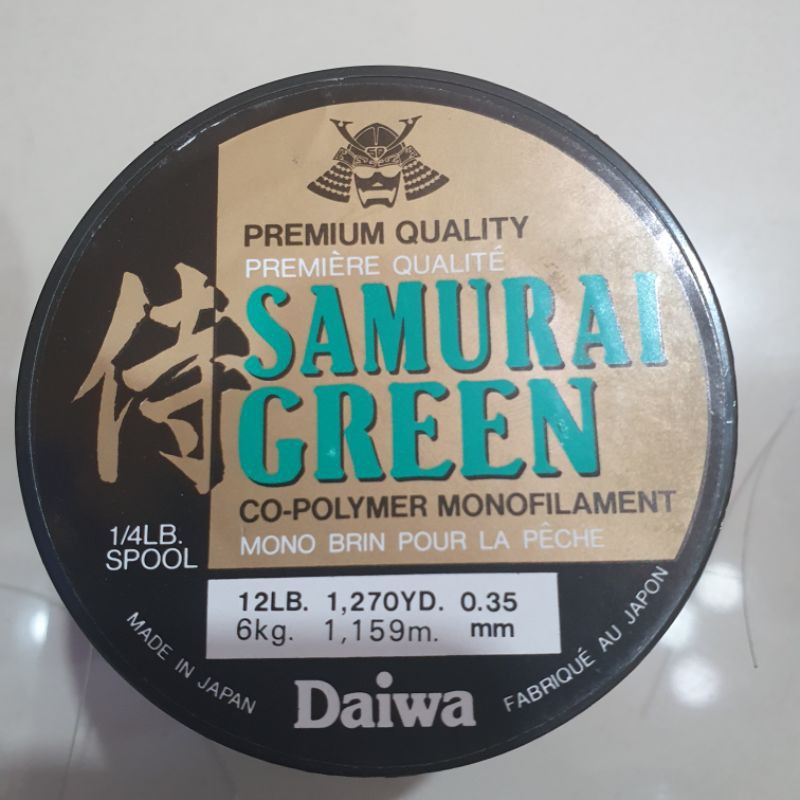 PREMIUM QUALITY
PREMIÈRE QUALITÉ
侍
SAMURAI
GREEN
CO-POLYMER MONOFILAMENT
MONO BRIN POUR LA PÊCHE
1/4LB.
SPOOL
12LB. 1,270YD. 0.35
6kg. 1,159m. mm
MADE IN JAPAN
Daiwa
FABRIQUÉ AU JAPON